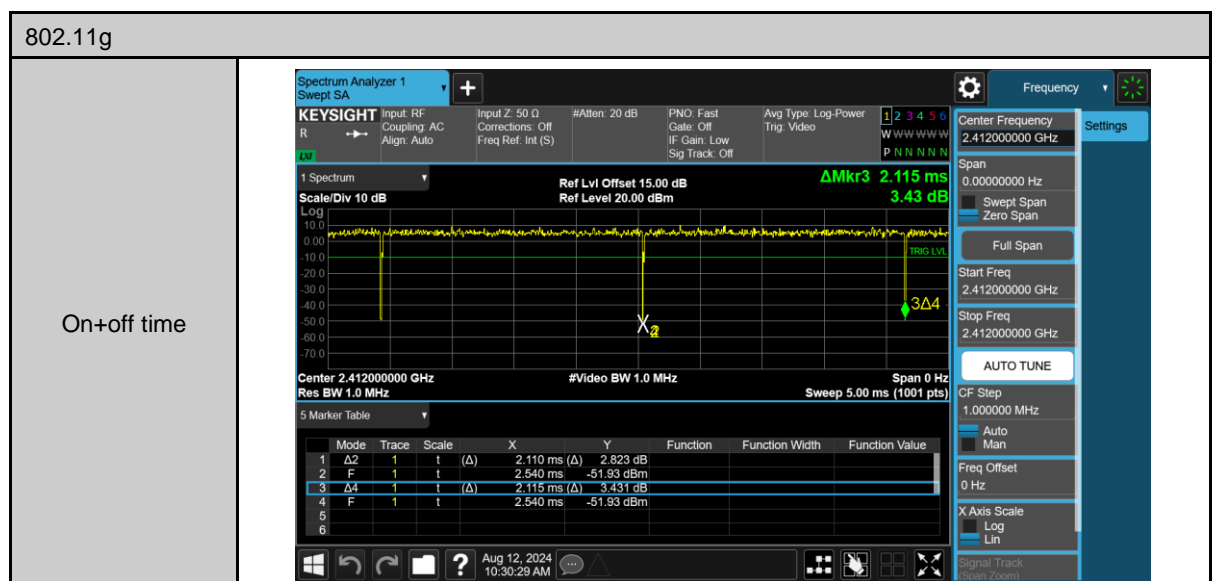 802.11g
On+off time
Spectrum Analyzer 1
Swept SA
Frequency
KEYSIGHT
R
LXI
Input: RF
Coupling: AC
Align: Auto
Input Z: 50 Ω
Corrections: Off
Freq Ref: Int (S)
#Atten: 20 dB
PNO: Fast
Gate: Off
IF Gain: Low
Sig Track: Off
Avg Type: Log-Power
Trig: Video
1 2 3 4 5 6
W W W W W W
P N N N N N
1 Spectrum
Scale/Div 10 dB
Ref Lvl Offset 15.00 dB
Ref Level 20.00 dBm
ΔMkr3 2.115 ms
3.43 dB
Log
10.0
0.00
-10.0
-20.0
-30.0
-40.0
-50.0
-60.0
-70.0
TRIG LVL
3Δ4
Center 2.412000000 GHz
#Video BW 1.0 MHz
Span 0 Hz
Res BW 1.0 MHz
Sweep 5.00 ms (1001 pts)
5 Marker Table
Mode Trace Scale X Y Function Function Width Function Value
1 Δ2 1 t (Δ) 2.110 ms (Δ) 2.823 dB
2 F 1 t 2.540 ms -51.93 dBm
3 Δ4 1 t (Δ) 2.115 ms (Δ) 3.431 dB
4 F 1 t 2.540 ms -51.93 dBm
5
6
?
Aug 12, 2024
10:30:29 AM
Center Frequency
2.412000000 GHz
Settings
Span
0.00000000 Hz
Swept Span
Zero Span
Full Span
Start Freq
2.412000000 GHz
Stop Freq
2.412000000 GHz
AUTO TUNE
CF Step
1.000000 MHz
Auto
Man
Freq Offset
0 Hz
X Axis Scale
Log
Lin
Signal Track
(Span Zoom)